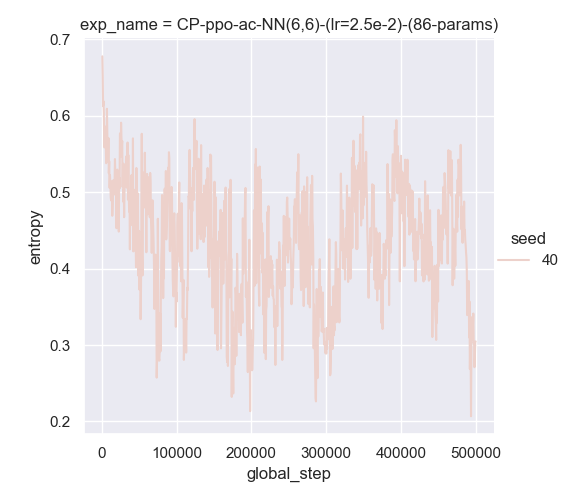 exp_name = CP-ppo-ac-NN(6,6)-(lr=2.5e-2)-(86-params)
0.7
0.6
0.5
0.4
0.3
0.2
entropy
0 100000 200000 300000 400000 500000
global_step
seed
40